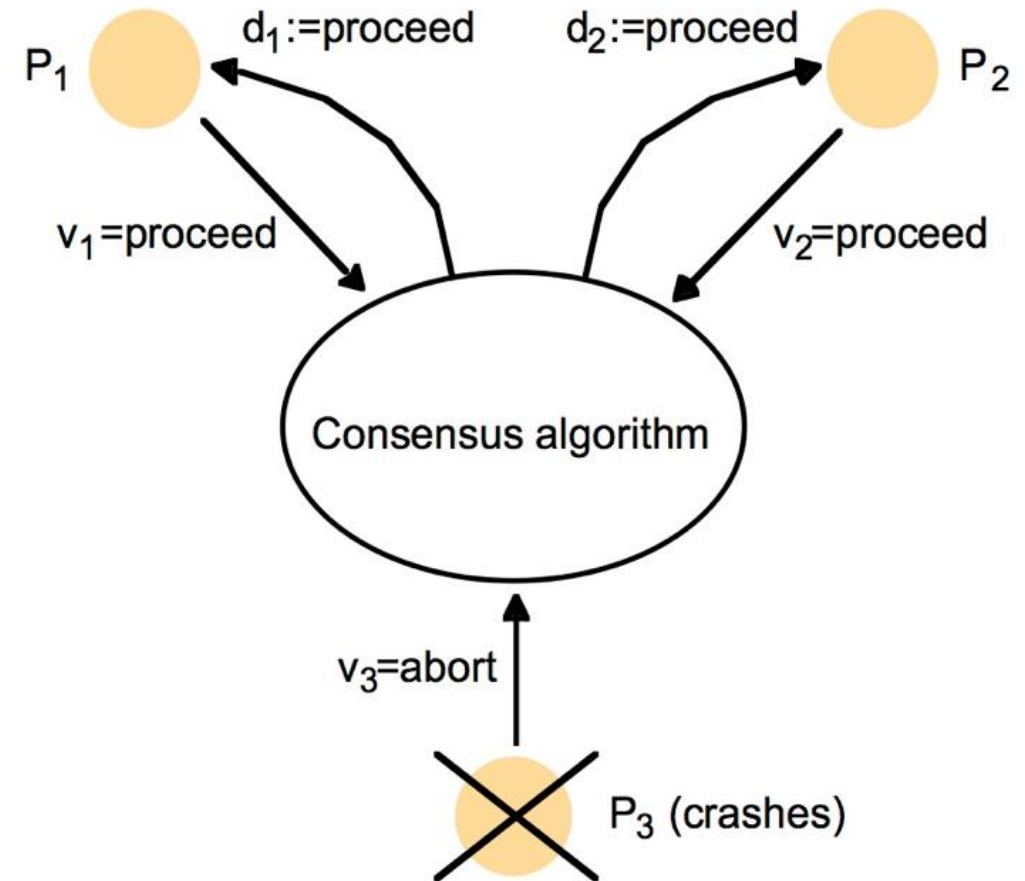 d₁:=proceed
d₂:=proceed
P₁
P₂
v₁=proceed
v₂=proceed
Consensus algorithm
v₃=abort
P₃ (crashes)